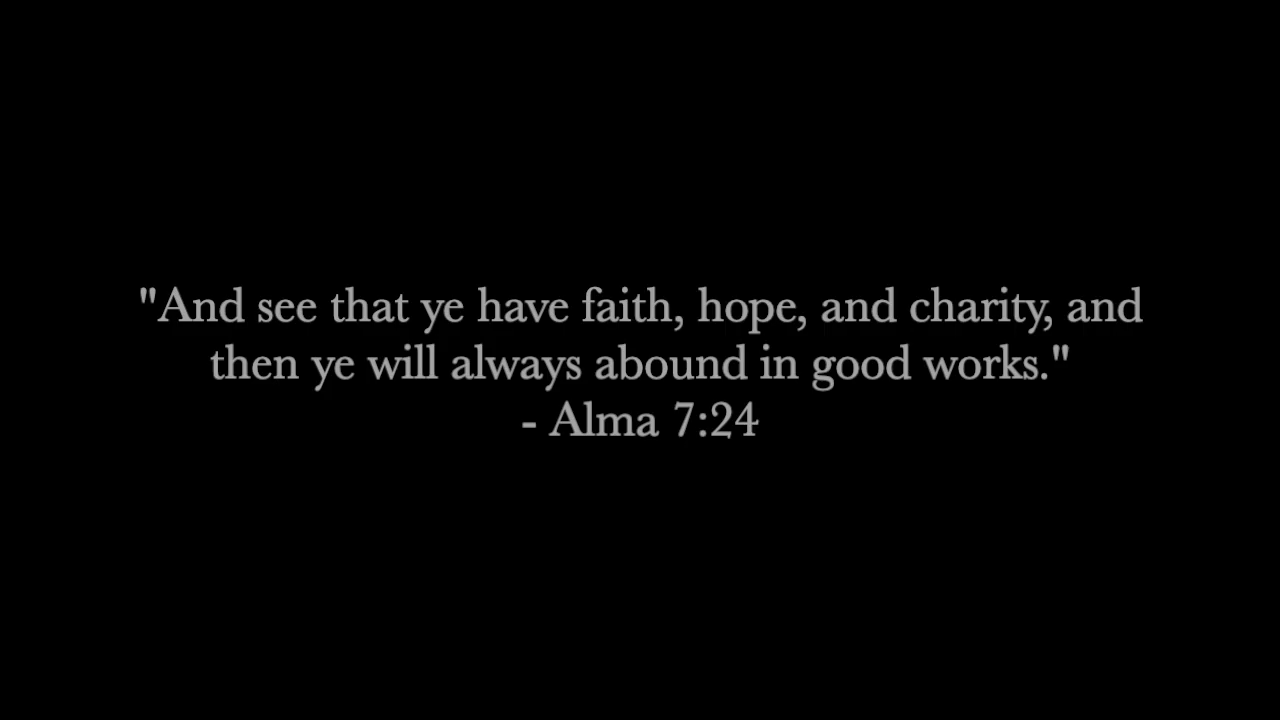 "And see that ye have faith, hope, and charity, and
then ye will always abound in good works."
- Alma 7:24